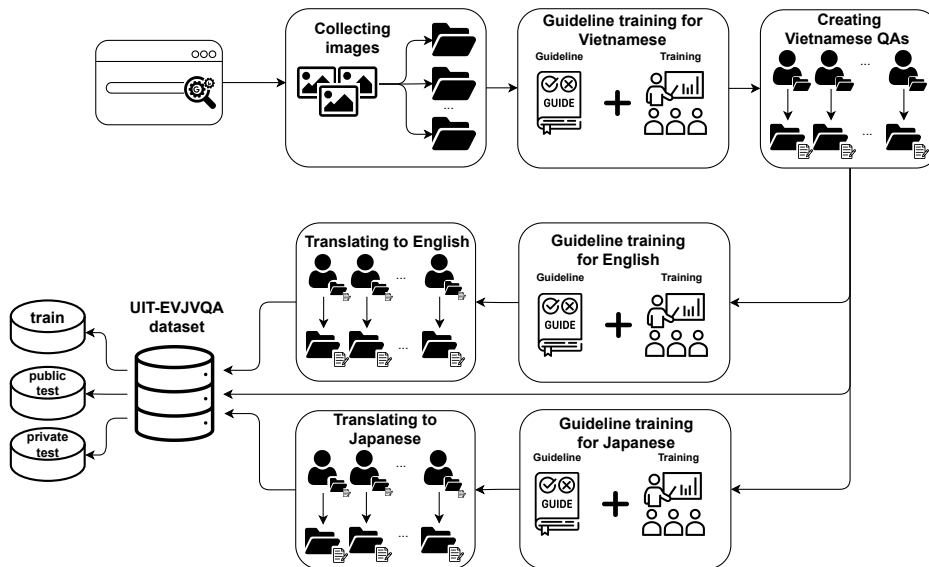 Collecting
images
...
Guideline training for
Vietnamese
Guideline
Training
GUIDE
Creating
Vietnamese QAs
...
...
Translating to English
...
...
Guideline training
for English
Guideline
Training
GUIDE
UIT-EVJVQA
dataset
train
public
test
private
test
Translating to
Japanese
...
...
Guideline training
for Japanese
Guideline
Training
GUIDE